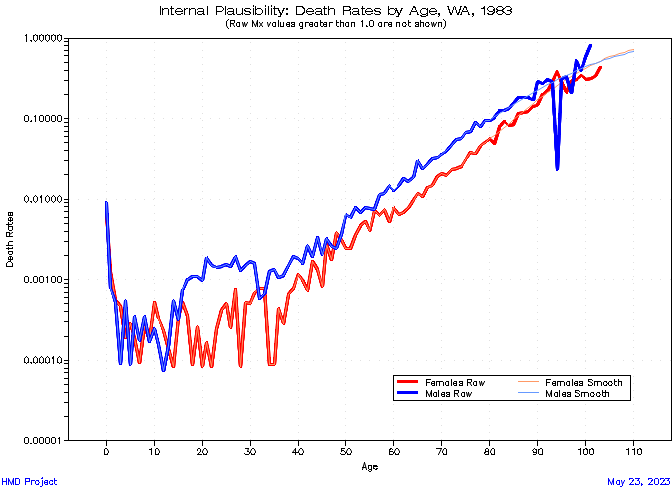 Internal Plausibility: Death Rates by Age, WA, 1983
(Raw Mx values greater than 1.0 are not shown)
1.00000
0.10000
0.01000
0.00100
0.00010
0.00001
Death Rates
0 10 20 30 40 50 60 70 80 90 100 110
Age
Females Raw
Females Smooth
Males Raw
Males Smooth
HMD Project
May 23, 2023